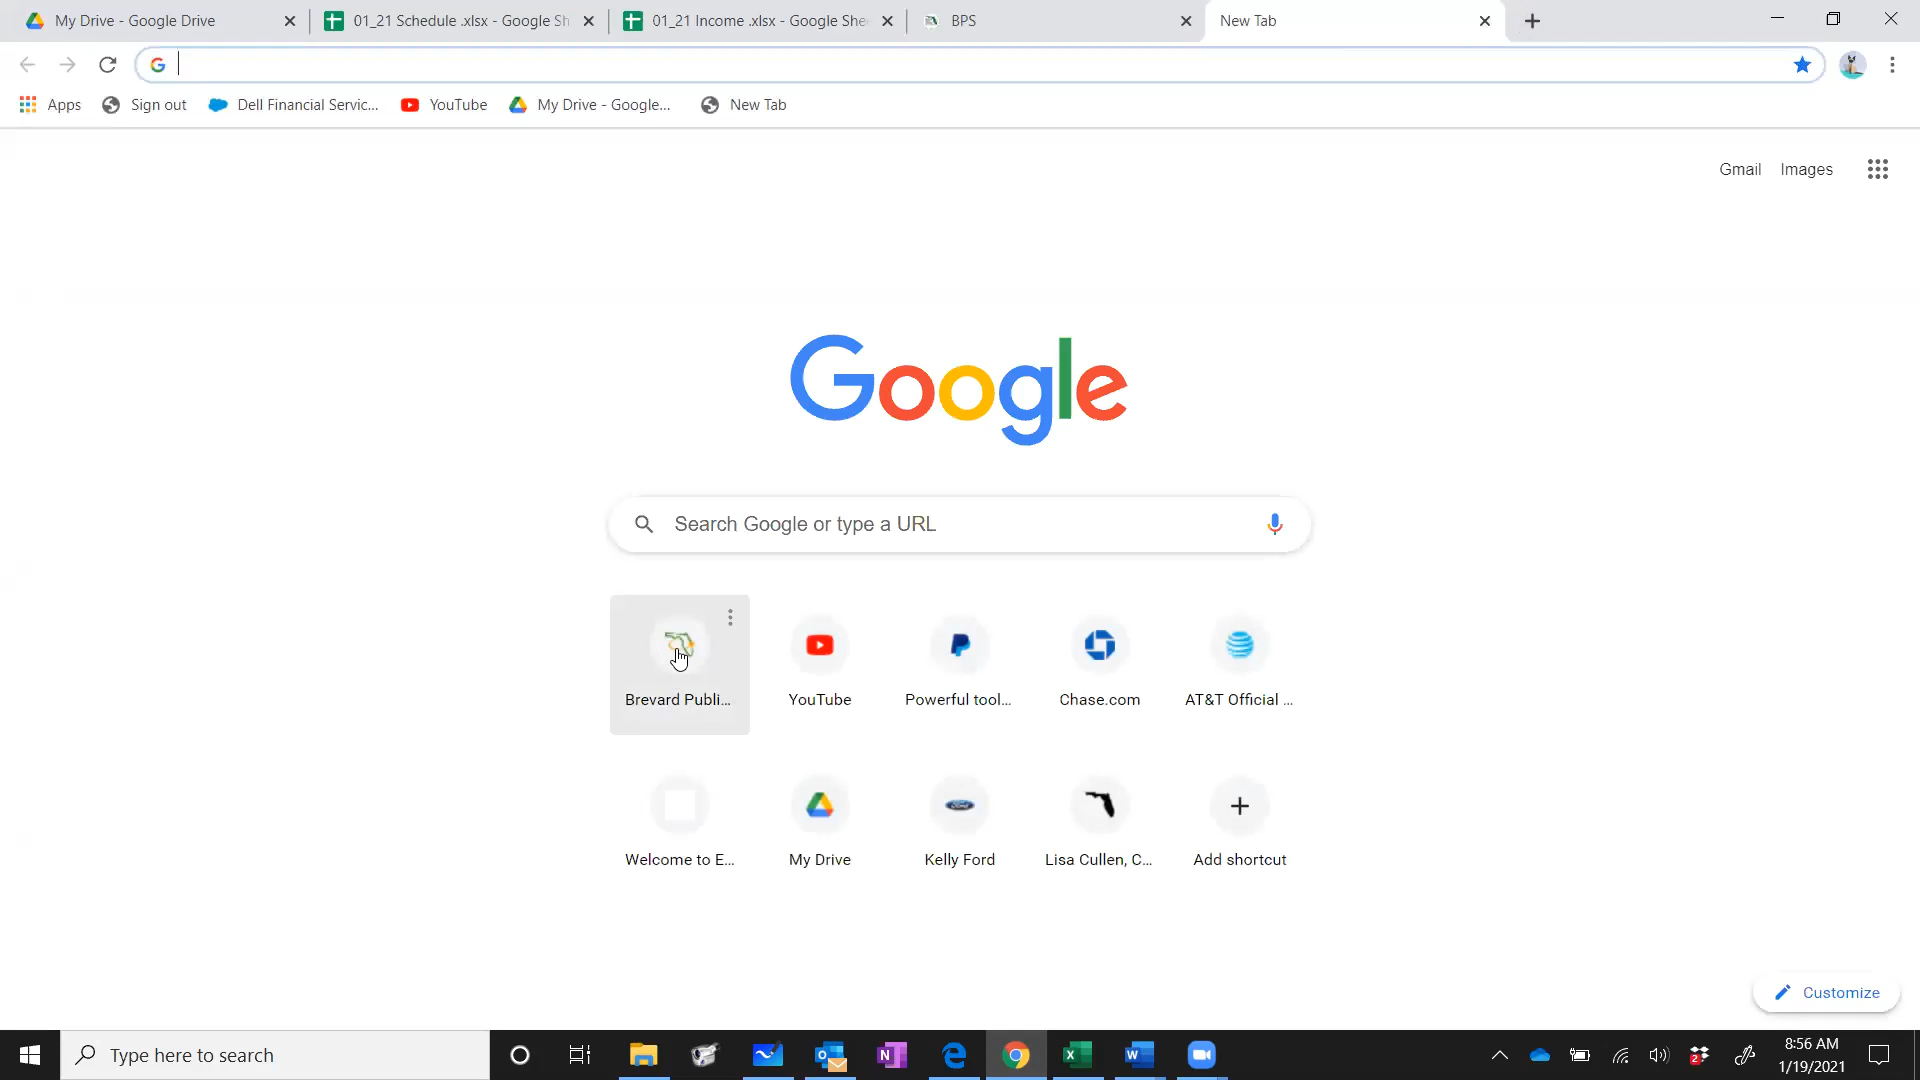 My Drive - Google Drive
01_21 Schedule .xlsx - Google Sh
01_21 Income .xlsx - Google Shee
BPS
New Tab
Apps
Sign out
Dell Financial Servic...
YouTube
My Drive - Google...
New Tab
Gmail
Images
Google
Search Google or type a URL
Brevard Publi...
YouTube
Powerful tool...
Chase.com
AT&T Official ...
Welcome to E...
My Drive
Kelly Ford
Lisa Cullen, C...
Add shortcut
Customize
Type here to search
8:56 AM
1/19/2021